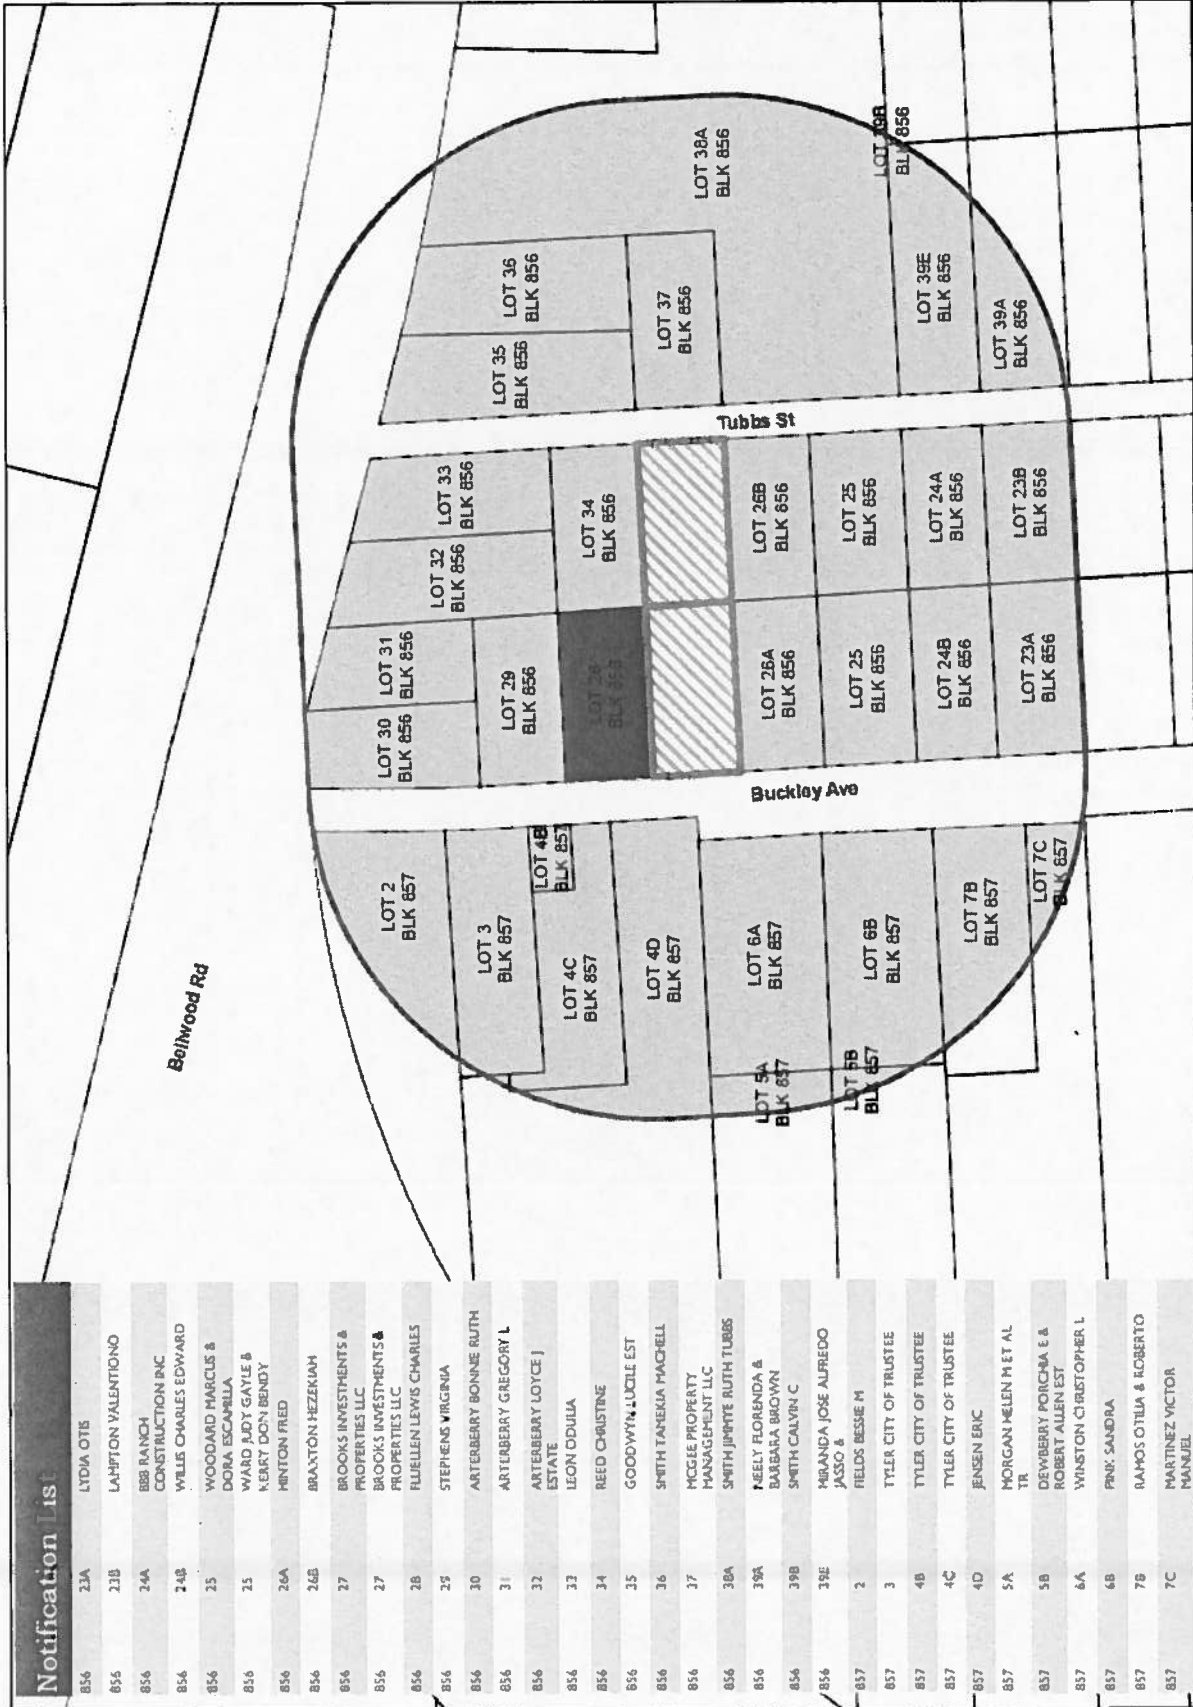 Notification List
856 23A LYDIA OTIS
856 23B LAMPTON VALENTIONO
856 24A BBB RANCH
CONSTRUCTION INC
856 24B WILLIS CHARLES EDWARD
856 25 WOODARD MARCUS &
DORA ESCAMILLA
856 25 WARD JUDY GAYLE &
KERRY DON BENDY
856 26A HINTON FRED
856 26B BRAXTON HEZEKIAH
856 27 BROOKS INVESTMENTS &
PROPERTIES LLC
856 27 BROOKS INVESTMENTS &
PROPERTIES LLC
856 28 FLUELLEN LEWIS CHARLES
856 29 STEPHENS VIRGINIA
856 30 ARTERBERRY BONNIE RUTH
856 31 ARTERBERRY GREGORY L
856 32 ARTERBERRY LOYCE J
ESTATE
856 33 LEON ODULIA
856 34 REED CHRISTINE
856 35 GOODWYN LUCILE EST
856 36 SMITH TAMEKIA MACHELL
856 37 MCGEE PROPERTY
MANAGEMENT LLC
856 38A SMITH JIMMYE RUTH TUBBS
856 39A NEELY FLORENDA &
BARBARA BROWN
856 39B SMITH CALVIN C
856 39E MIRANDA JOSE ALFREDO
JASSO &
857 2 FIELDS BESSIE M
857 3 TYLER CITY OF TRUSTEE
857 4B TYLER CITY OF TRUSTEE
857 4C TYLER CITY OF TRUSTEE
857 4D JENSEN ERIC
857 5A MORGAN HELEN M ET AL
TR
857 5B DEWBERRY PORCHIA E &
ROBERT ALLEN EST
857 6A WINSTON CHRISTOPHER L
857 6B PINK SANDRA
857 7B RAMOS OTILIA & ROBERTO
857 7C MARTINEZ VICTOR
MANUEL
Bellwood Rd
LOT 2
BLK 857
LOT 3
BLK 857
LOT 4B
BLK 857
LOT 4C
BLK 857
LOT 4D
BLK 857
LOT 5A
BLK 857
LOT 6A
BLK 857
LOT 5B
BLK 857
LOT 6B
BLK 857
LOT 7B
BLK 857
LOT 7C
BLK 857
Buckley Ave
LOT 30
BLK 856
LOT 31
BLK 856
LOT 29
BLK 856
LOT 28
BLK 856
LOT 26A
BLK 856
LOT 25
BLK 856
LOT 24B
BLK 856
LOT 23A
BLK 856
LOT 32
BLK 856
LOT 33
BLK 856
LOT 34
BLK 856
LOT 26B
BLK 856
LOT 25
BLK 856
LOT 24A
BLK 856
LOT 23B
BLK 856
Tubbs St
LOT 35
BLK 856
LOT 36
BLK 856
LOT 37
BLK 856
LOT 38A
BLK 856
LOT 39B
BLK 856
LOT 39E
BLK 856
LOT 39A
BLK 856